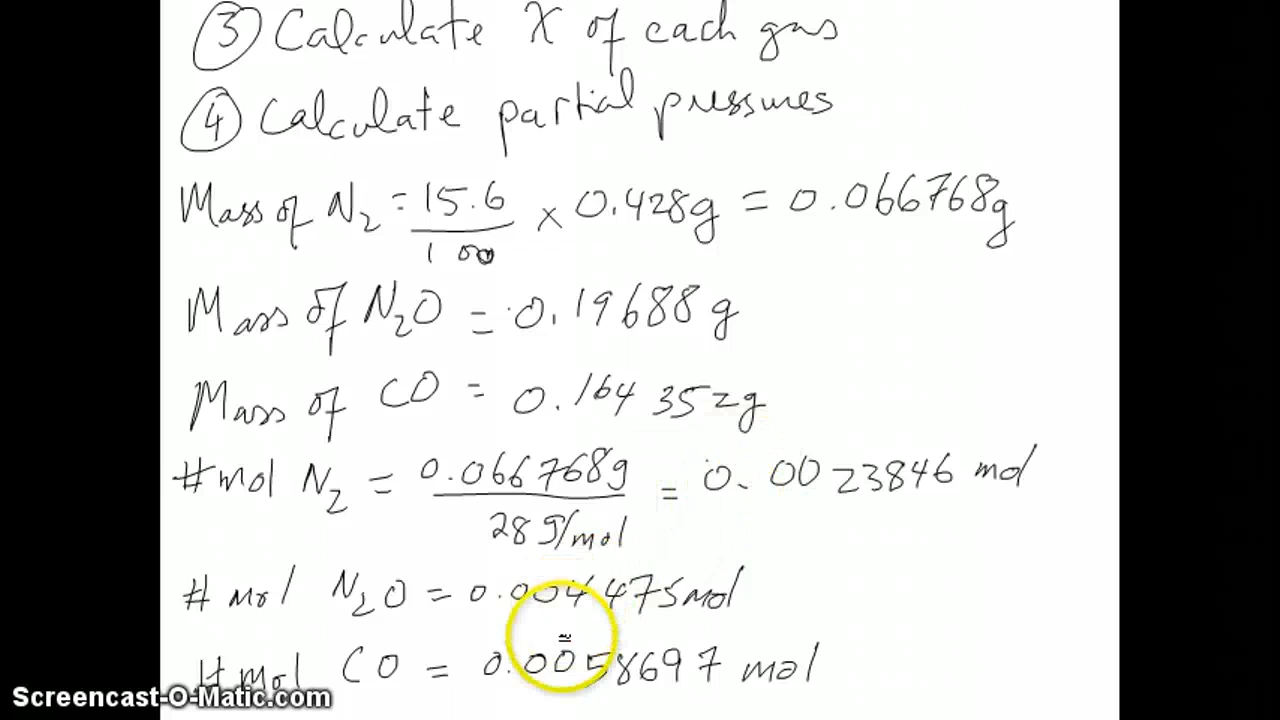 ③ Calculate X of each gas
④ Calculate partial pressures
Mass of N₂ = 15.6/100 × 0.428g = 0.066768g
Mass of N₂O = 0.19688 g
Mass of CO = 0.164352g
#mol N₂ = 0.066768g / 28 g/mol = 0.0023846 mol
# mol N₂O = 0.004475mol
# mol CO = 0.0058697 mol
Screencast-O-Matic.com